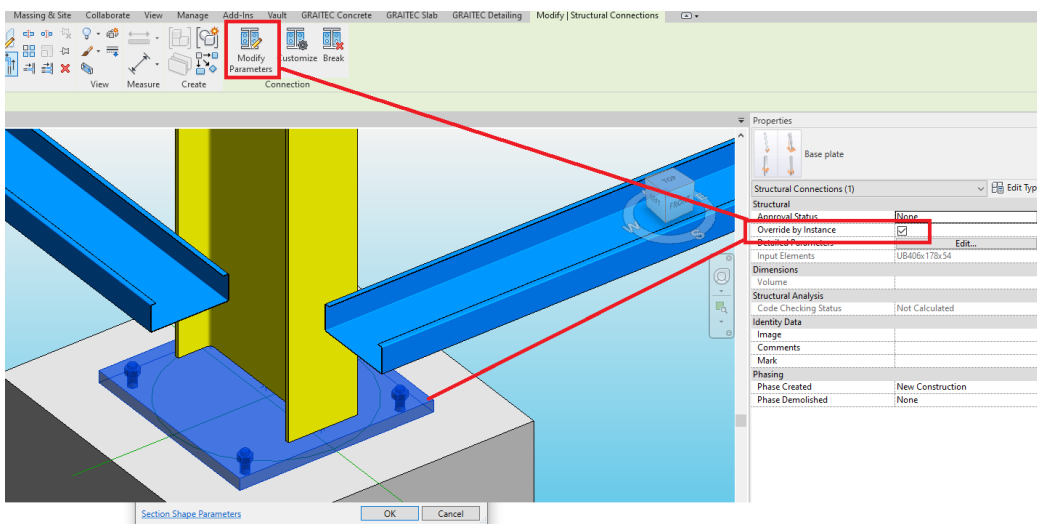 Massing & Site Collaborate View Manage Add-Ins Vault GRAITEC Concrete GRAITEC Slab GRAITEC Detailing Modify | Structural Connections
Modify Parameters
Customize
Break
View Measure Create Connection
Properties
Base plate
Structural Connections (1) Edit Typ
Structural
Approval Status None
Override by Instance
Detailed Parameters Edit...
Input Elements UB406x178x54
Dimensions
Volume
Structural Analysis
Code Checking Status Not Calculated
Identity Data
Image
Comments
Mark
Phasing
Phase Created New Construction
Phase Demolished None
TOP
FRONT
W
S
Section Shape Parameters OK Cancel